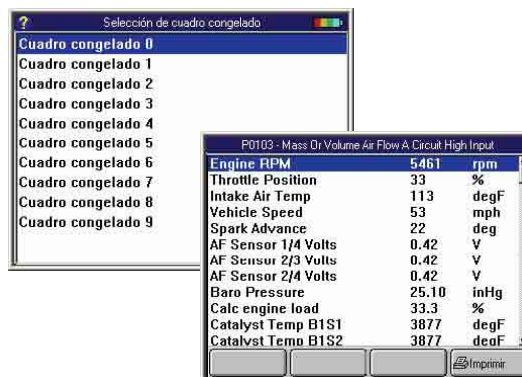 ? Selección de cuadro congelado
Cuadro congelado 0
Cuadro congelado 1
Cuadro congelado 2
Cuadro congelado 3
Cuadro congelado 4
Cuadro congelado 5
Cuadro congelado 6
Cuadro congelado 7
Cuadro congelado 8
Cuadro congelado 9
P0103 - Mass Or Volume Air Flow A Circuit High Input
Engine RPM 5461 rpm
Throttle Position 33 %
Intake Air Temp 113 degF
Vehicle Speed 53 mph
Spark Advance 22 deg
AF Sensor 1/4 Volts 0.42 V
AF Sensor 2/3 Volts 0.42 V
AF Sensor 2/4 Volts 0.42 V
Baro Pressure 25.10 inHg
Calc engine load 33.3 %
Catalyst Temp B1S1 3877 degF
Catalyst Temp B1S2 3877 degF
Imprimir